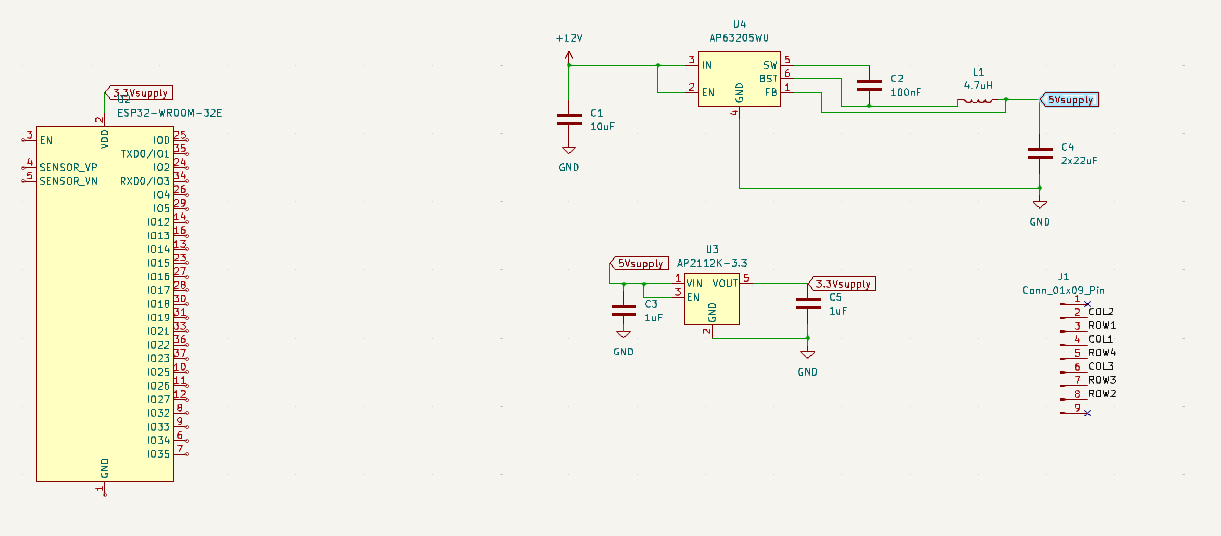 U4
AP63205WU
+12V
3 IN
SW 5
BST 6
2 EN
FB 1
GND
4
C1
10uF
GND
C2
100nF
L1
4.7uH
5Vsupply
C4
2x22uF
GND
3.3Vsupply
U2
ESP32-WROOM-32E
2
VDD
3 EN
4 SENSOR_VP
5 SENSOR_VN
IO0 25
TXD0/IO1 35
IO2 24
RXD0/IO3 34
IO4 26
IO5 29
IO12 14
IO13 16
IO14 13
IO15 23
IO16 27
IO17 28
IO18 30
IO19 31
IO21 33
IO22 36
IO23 37
IO25 10
IO26 11
IO27 12
IO32 8
IO33 9
IO34 6
IO35 7
GND
1
U3
AP2112K-3.3
5Vsupply
1 VIN
VOUT 5
3 EN
GND
2
C3
1uF
GND
3.3Vsupply
C5
1uF
GND
J1
Conn_01x09_Pin
1
2 COL2
3 ROW1
4 COL1
5 ROW4
6 COL3
7 ROW3
8 ROW2
9